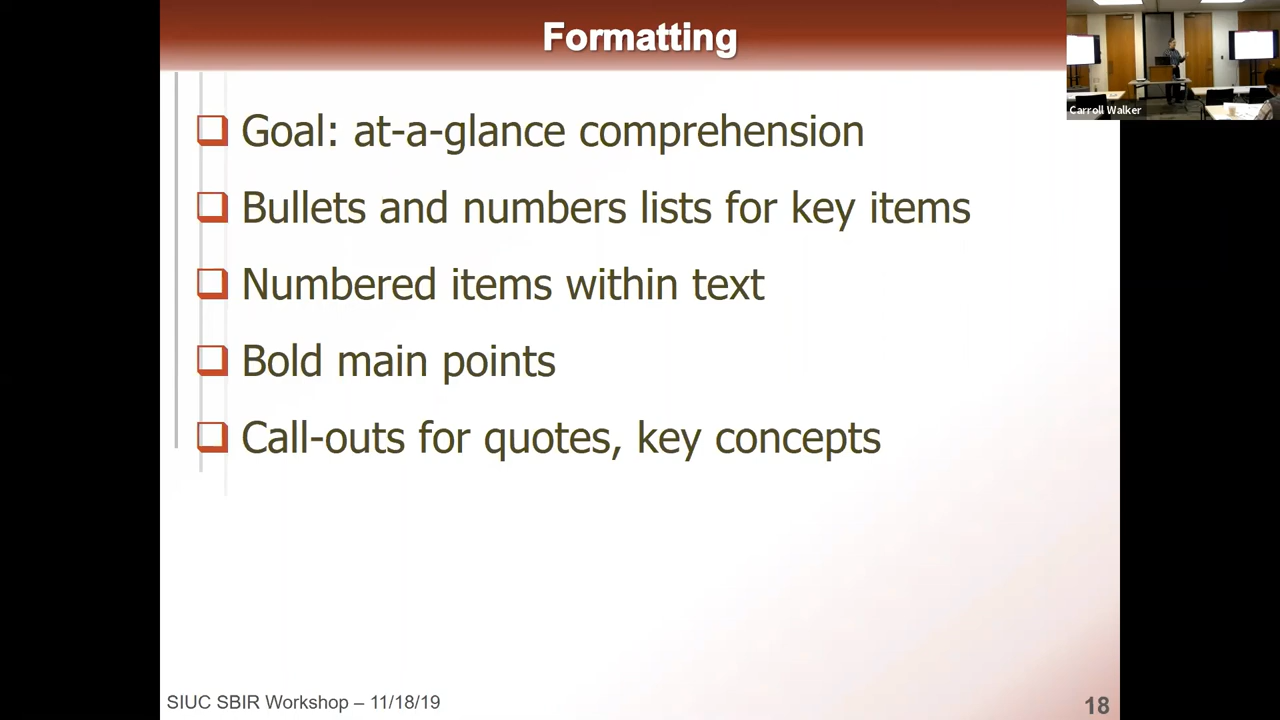 Formatting
Carroll Walker
Goal: at-a-glance comprehension
Bullets and numbers lists for key items
Numbered items within text
Bold main points
Call-outs for quotes, key concepts
SIUC SBIR Workshop – 11/18/19
18